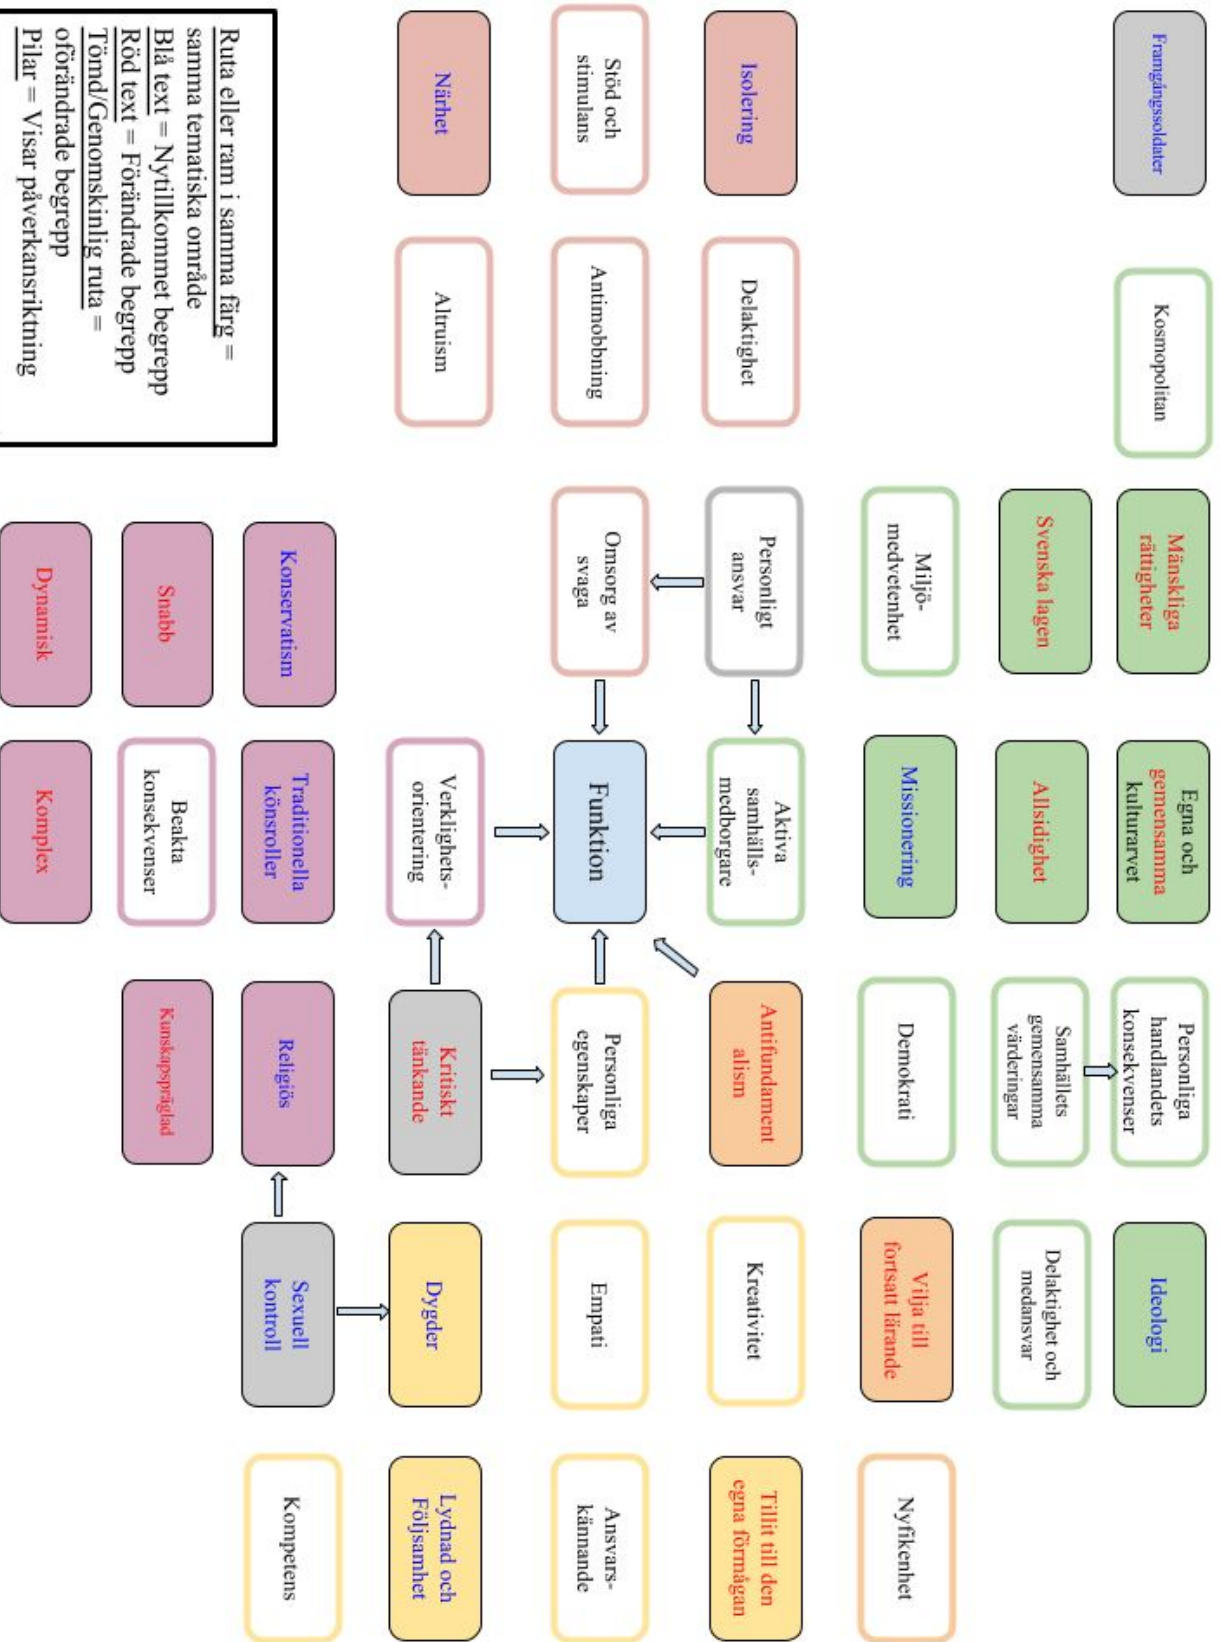 Framgångssoldater
Kosmopolitan
Mänskliga
rättigheter
Egna och
gemensamma
kulturarvet
Personliga
handlandets
konsekvenser
Ideologi
Svenska lagen
Allsidighet
Samhällets
gemensamma
värderingar
Delaktighet och
medansvar
Miljö-
medvetenhet
Missionering
Demokrati
Vilja till
fortsatt lärande
Nyfikenhet
Isolering
Delaktighet
Personligt
ansvar
Aktiva
samhälls-
medborgare
Antifundament
alism
Kreativitet
Tillit till den
egna förmågan
Stöd och
stimulans
Antimobbning
Omsorg av
svaga
Funktion
Personliga
egenskaper
Empati
Ansvars-
kännande
Närhet
Altruism
Verklighets-
orientering
Kritiskt
tänkande
Dygder
Lydnad och
Följsamhet
Konservatism
Traditionella
könsroller
Religiös
Sexuell
kontroll
Kompetens
Snabb
Beakta
konsekvenser
Kunskapspräglad
Dynamisk
Komplex
Ruta eller ram i samma färg =
samma tematiska område
Blå text = Nytillkommet begrepp
Röd text = Förändrade begrepp
Tömd/Genomskinlig ruta =
oförändrade begrepp
Pilar = Visar påverkansriktning